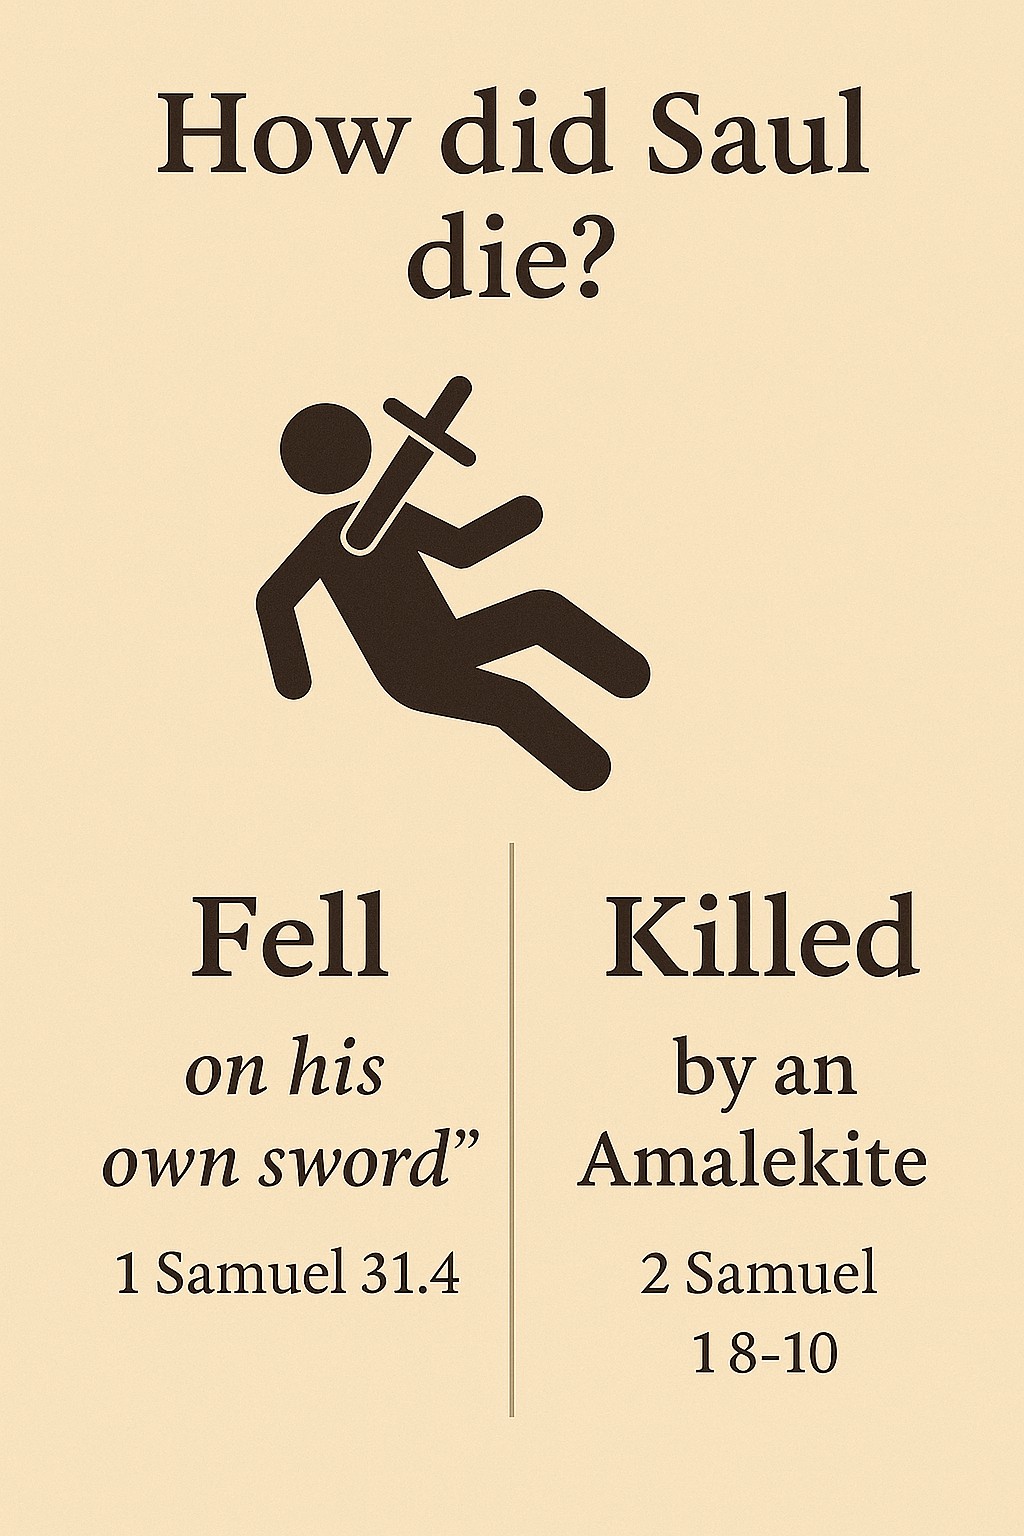 How did Saul
die?
Fell
on his
own sword”
1 Samuel 31.4
Killed
by an
Amalekite
2 Samuel
1 8-10